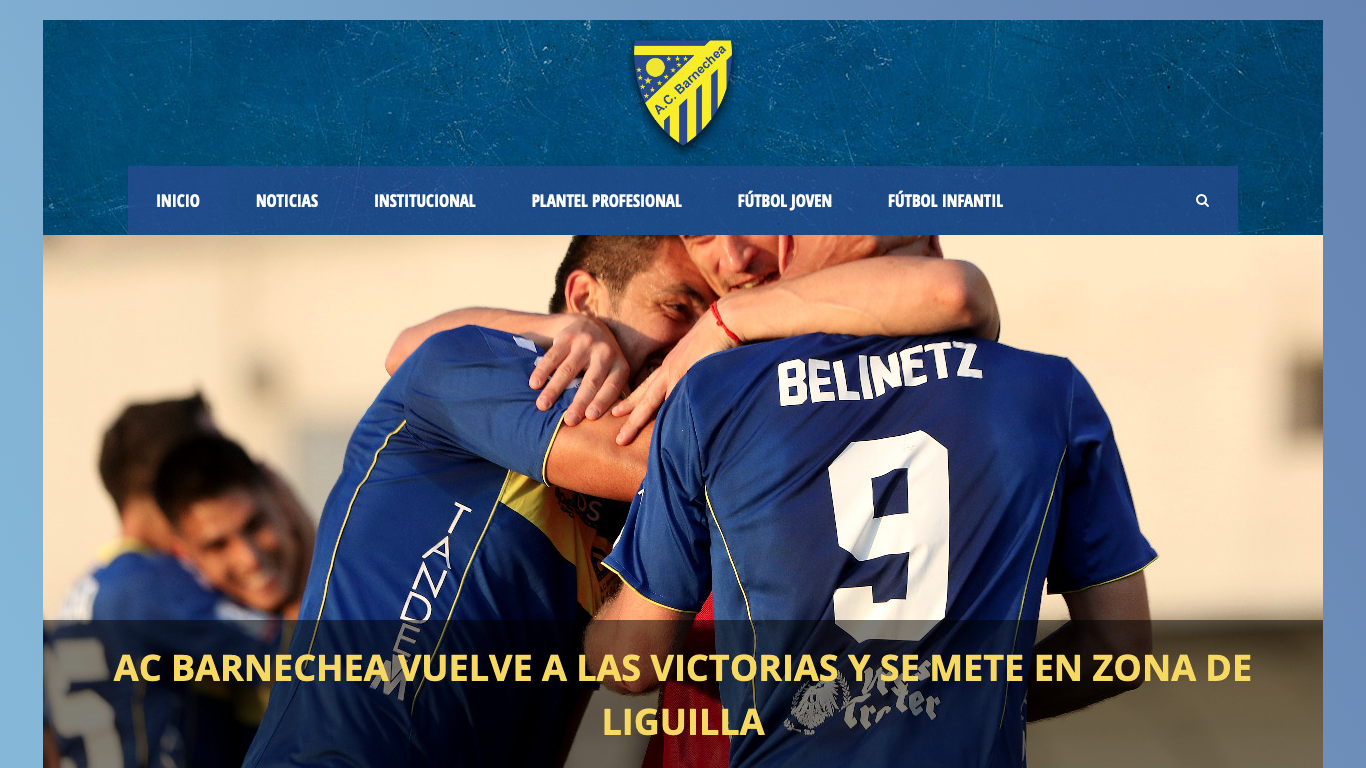 A.C. Barnechea
INICIO NOTICIAS INSTITUCIONAL PLANTEL PROFESIONAL FÚTBOL JOVEN FÚTBOL INFANTIL
BELINETZ
9
TANDEM
AC BARNECHEA VUELVE A LAS VICTORIAS Y SE METE EN ZONA DE
LIGUILLA